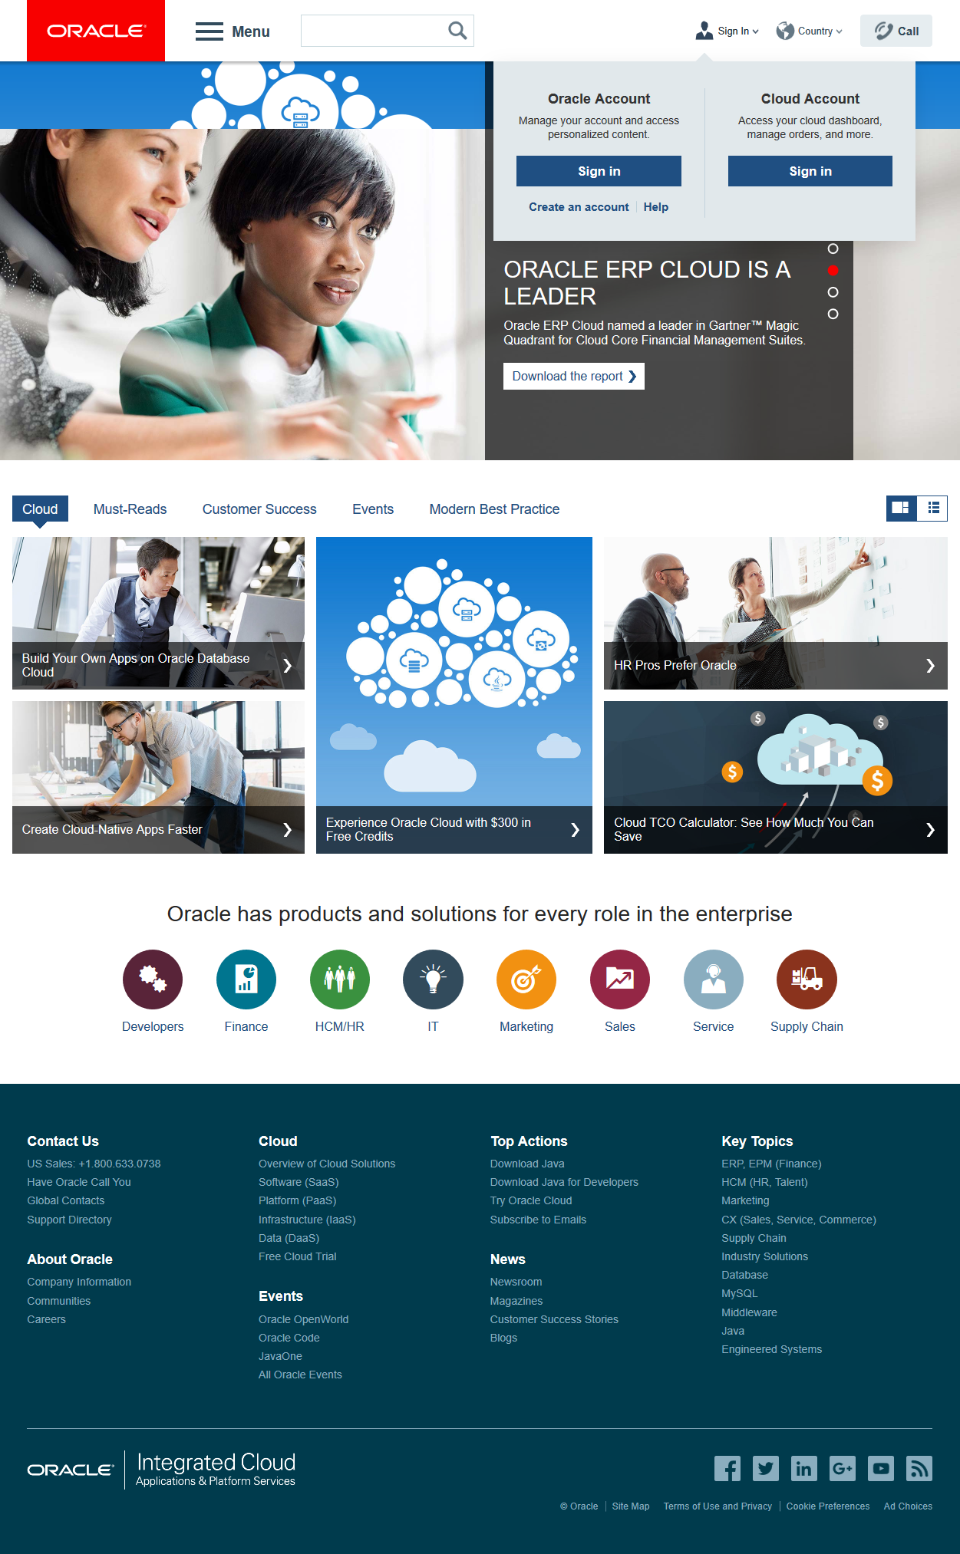 ORACLE
Menu
Sign In
Country
Call
Oracle Account
Manage your account and access
personalized content.
Sign in
Create an account
Help
Cloud Account
Access your cloud dashboard,
manage orders, and more.
Sign in
ORACLE ERP CLOUD IS A
LEADER
Oracle ERP Cloud named a leader in Gartner™ Magic
Quadrant for Cloud Core Financial Management Suites.
Download the report
Cloud
Must-Reads
Customer Success
Events
Modern Best Practice
Build Your Own Apps on Oracle Database
Cloud
Create Cloud-Native Apps Faster
Experience Oracle Cloud with $300 in
Free Credits
HR Pros Prefer Oracle
Cloud TCO Calculator: See How Much You Can
Save
Oracle has products and solutions for every role in the enterprise
Developers
Finance
HCM/HR
IT
Marketing
Sales
Service
Supply Chain
Contact Us
US Sales: +1.800.633.0738
Have Oracle Call You
Global Contacts
Support Directory
About Oracle
Company Information
Communities
Careers
Cloud
Overview of Cloud Solutions
Software (SaaS)
Platform (PaaS)
Infrastructure (IaaS)
Data (DaaS)
Free Cloud Trial
Events
Oracle OpenWorld
Oracle Code
JavaOne
All Oracle Events
Top Actions
Download Java
Download Java for Developers
Try Oracle Cloud
Subscribe to Emails
News
Newsroom
Magazines
Customer Success Stories
Blogs
Key Topics
ERP, EPM (Finance)
HCM (HR, Talent)
Marketing
CX (Sales, Service, Commerce)
Supply Chain
Industry Solutions
Database
MySQL
Middleware
Java
Engineered Systems
ORACLE
Integrated Cloud
Applications & Platform Services
© Oracle
Site Map
Terms of Use and Privacy
Cookie Preferences
Ad Choices